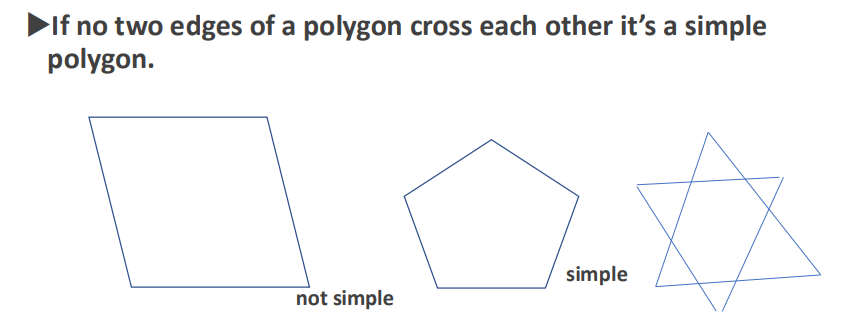 ▶If no two edges of a polygon cross each other it’s a simple
polygon.
simple
not simple